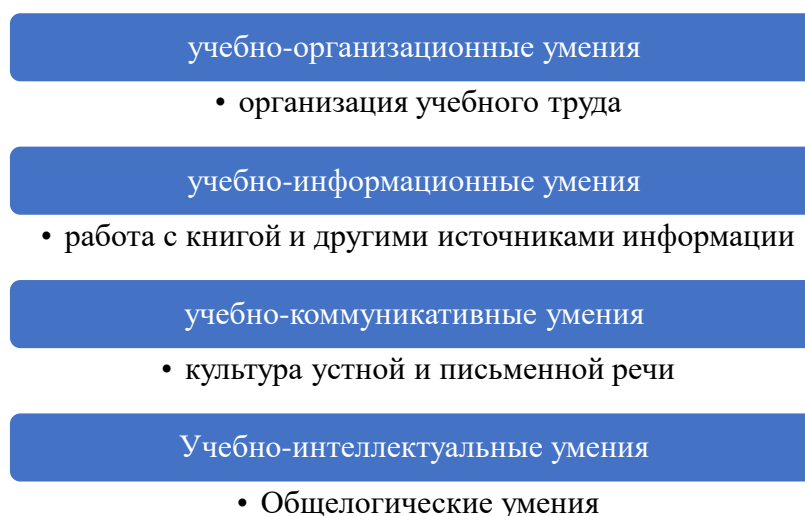 учебно-организационные умения
• организация учебного труда
учебно-информационные умения
• работа с книгой и другими источниками информации
учебно-коммуникативные умения
• культура устной и письменной речи
Учебно-интеллектуальные умения
• Общелогические умения